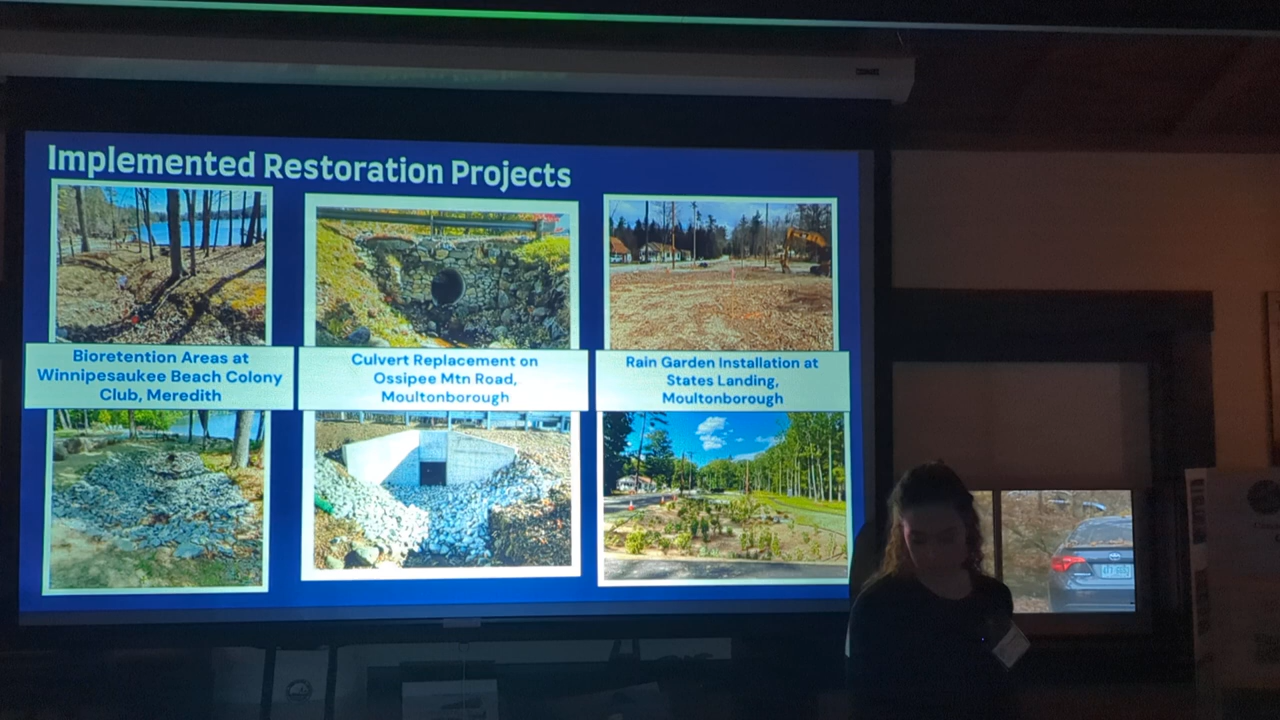 Implemented Restoration Projects
Bioretention Areas at
Winnipesaukee Beach Colony
Club, Meredith
Culvert Replacement on
Ossipee Mtn Road,
Moultonborough
Rain Garden Installation at
States Landing,
Moultonborough